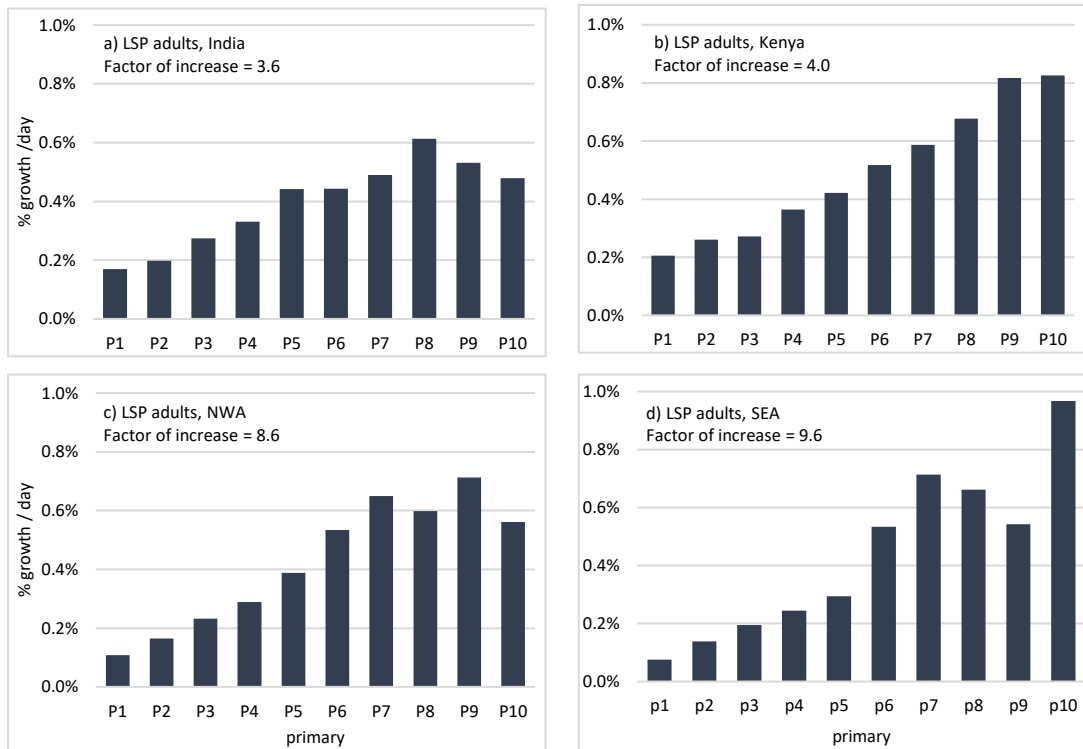 1.0%
a) LSP adults, India
Factor of increase = 3.6
0.8%
0.6%
0.4%
0.2%
0.0%
% growth /day
P1 P2 P3 P4 P5 P6 P7 P8 P9 P10
1.0%
b) LSP adults, Kenya
Factor of increase = 4.0
0.8%
0.6%
0.4%
0.2%
0.0%
P1 P2 P3 P4 P5 P6 P7 P8 P9 P10
1.0%
c) LSP adults, NWA
Factor of increase = 8.6
0.8%
0.6%
0.4%
0.2%
0.0%
% growth / day
P1 P2 P3 P4 P5 P6 P7 P8 P9 P10
primary
1.0%
d) LSP adults, SEA
Factor of increase = 9.6
0.8%
0.6%
0.4%
0.2%
0.0%
p1 p2 p3 p4 p5 p6 p7 p8 p9 p10
primary